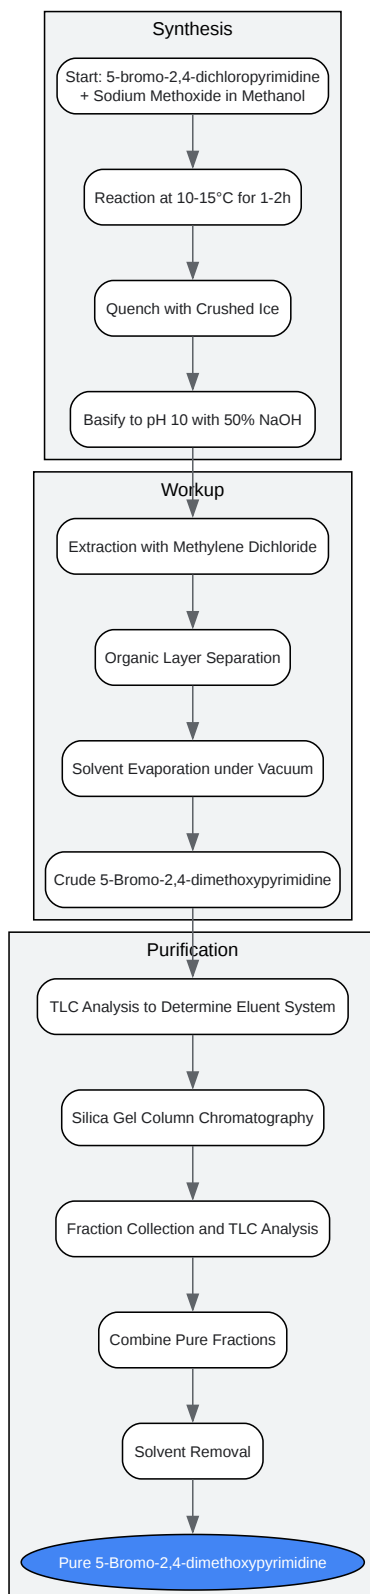 Synthesis
Start: 5-bromo-2,4-dichloropyrimidine
+ Sodium Methoxide in Methanol
Reaction at 10-15°C for 1-2h
Quench with Crushed Ice
Basify to pH 10 with 50% NaOH
Workup
Extraction with Methylene Dichloride
Organic Layer Separation
Solvent Evaporation under Vacuum
Crude 5-Bromo-2,4-dimethoxypyrimidine
Purification
TLC Analysis to Determine Eluent System
Silica Gel Column Chromatography
Fraction Collection and TLC Analysis
Combine Pure Fractions
Solvent Removal
Pure 5-Bromo-2,4-dimethoxypyrimidine